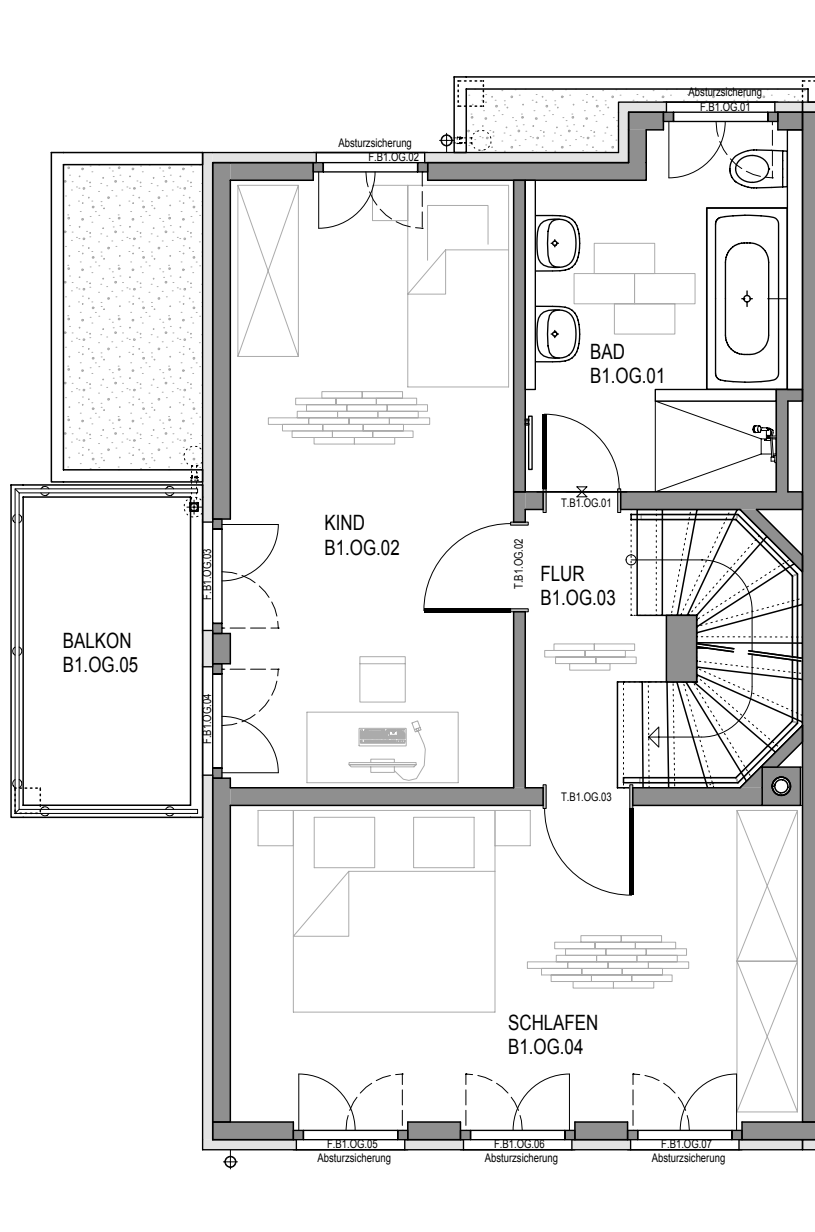 Absturzsicherung
F.B1.OG.01
Absturzsicherung
F.B1.OG.02
BAD
B1.OG.01
T.B1.OG.01
KIND
B1.OG.02
T.B1.OG.02
FLUR
B1.OG.03
F.B1.OG.03
BALKON
B1.OG.05
F.B1.OG.04
T.B1.OG.03
SCHLAFEN
B1.OG.04
F.B1.OG.05
Absturzsicherung
F.B1.OG.06
Absturzsicherung
F.B1.OG.07
Absturzsicherung